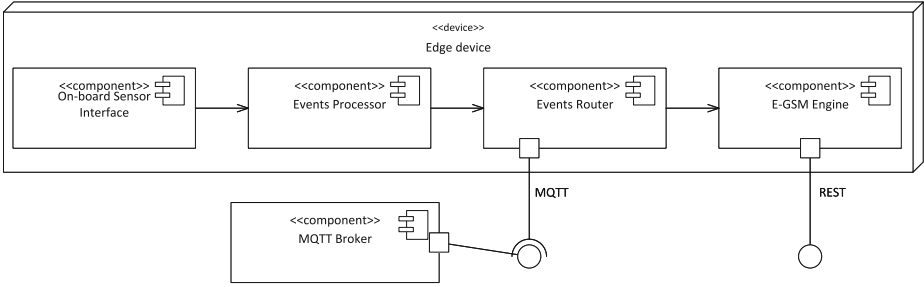 <<device>>
Edge device
<<component>>
On-board Sensor
Interface
<<component>>
Events Processor
<<component>>
Events Router
<<component>>
E-GSM Engine
MQTT
REST
<<component>>
MQTT Broker